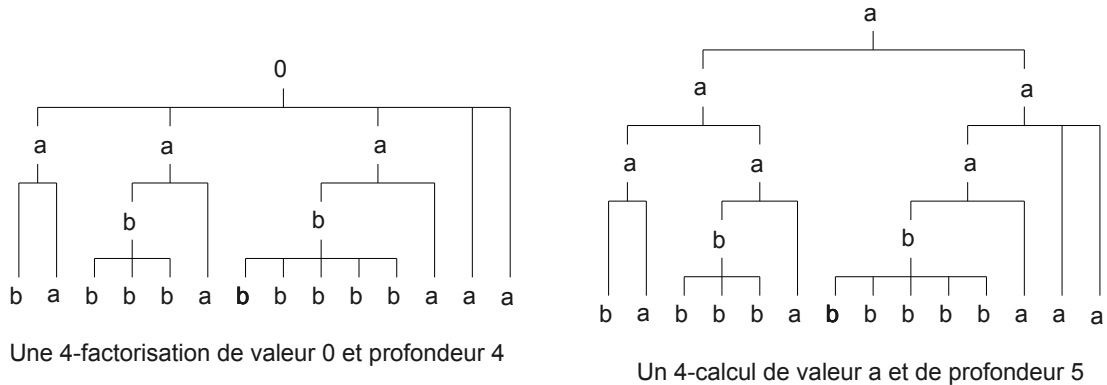 a
0
a a
a a a
a a a
b b
b b
b a b b b a b b b b b a a a
b a b b b a b b b b b a a a
Une 4-factorisation de valeur 0 et profondeur 4
Un 4-calcul de valeur a et de profondeur 5